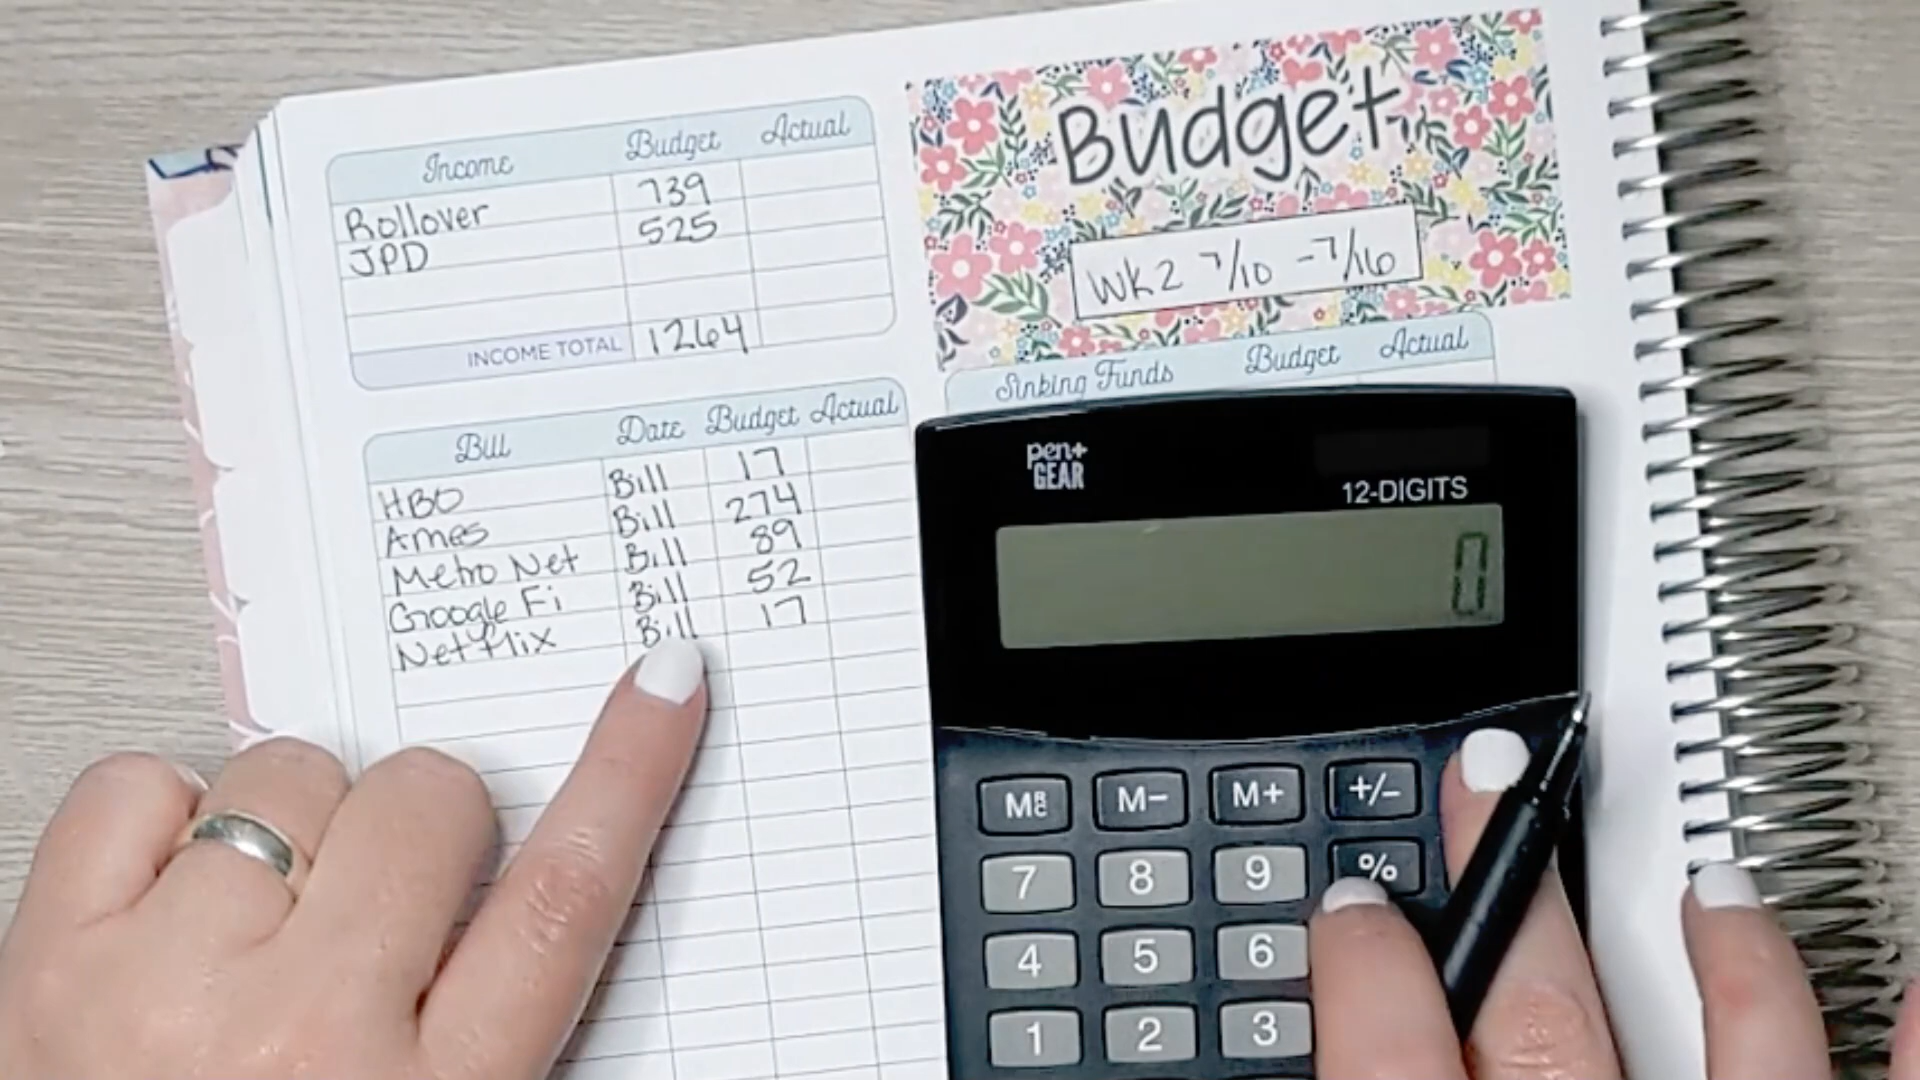 Income Budget Actual
Rollover 739
JPD 525
INCOME TOTAL 1264
Budget
Wk2 7/10 - 7/16
Sinking Funds Budget Actual
Bill Date Budget Actual
HBO Bill 17
Ames Bill 274
Metro Net Bill 89
Google Fi Bill 52
Netflix Bill 17
pen+
GEAR
12-DIGITS
0
MRC M− M+ +/−
7 8 9 %
4 5 6
1 2 3